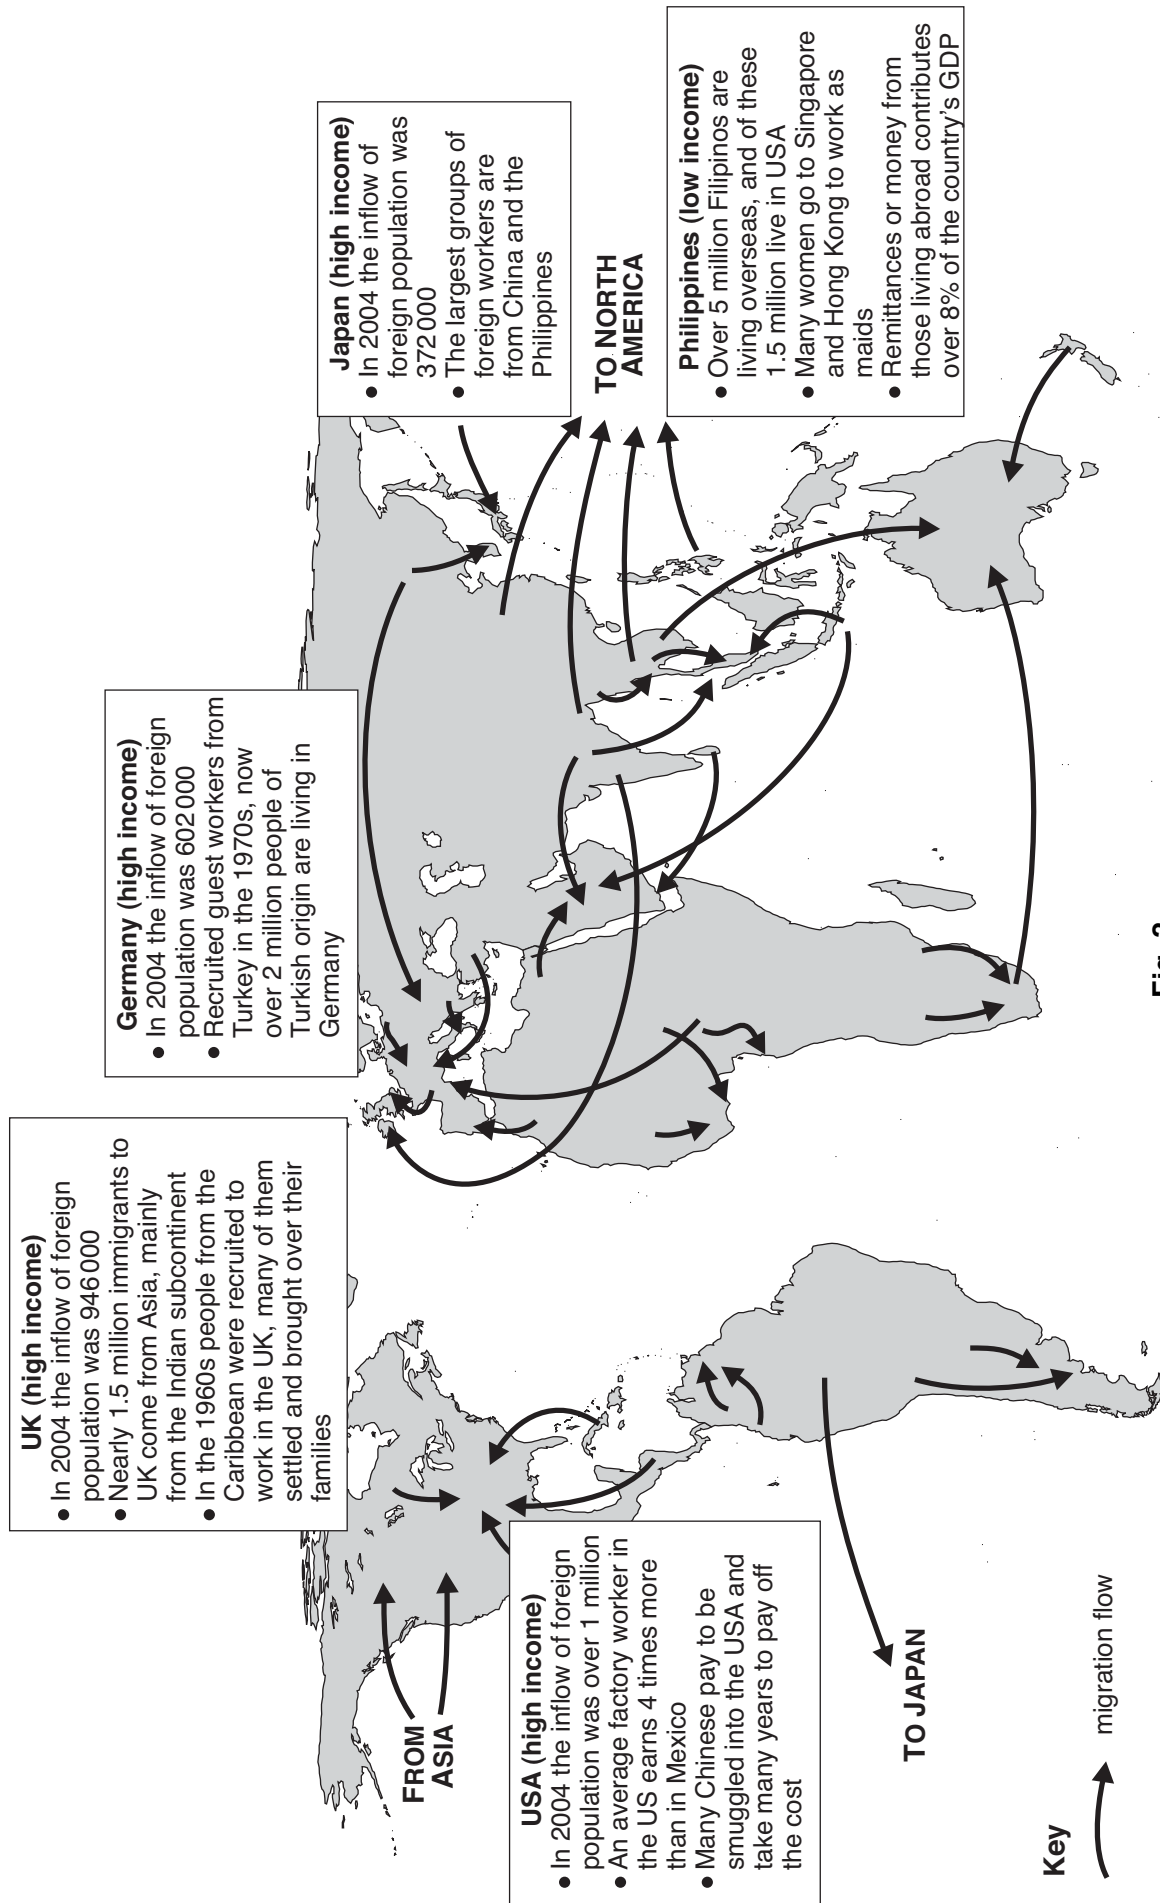 UK (high income)
• In 2004 the inflow of foreign
population was 946 000
• Nearly 1.5 million immigrants to
UK come from Asia, mainly
from the Indian subcontinent
• In the 1960s people from the
Caribbean were recruited to
work in the UK, many of them
settled and brought over their
families
Germany (high income)
• In 2004 the inflow of foreign
population was 602 000
• Recruited guest workers from
Turkey in the 1970s, now
over 2 million people of
Turkish origin are living in
Germany
Japan (high income)
• In 2004 the inflow of
foreign population was
372 000
• The largest groups of
foreign workers are
from China and the
Philippines
FROM
ASIA
TO NORTH
AMERICA
USA (high income)
• In 2004 the inflow of foreign
population was over 1 million
• An average factory worker in
the US earns 4 times more
than in Mexico
• Many Chinese pay to be
smuggled into the USA and
take many years to pay off
the cost
Philippines (low income)
• Over 5 million Filipinos are
living overseas, and of these
1.5 million live in USA
• Many women go to Singapore
and Hong Kong to work as
maids
• Remittances or money from
those living abroad contributes
over 8% of the country's GDP
TO JAPAN
Key
migration flow